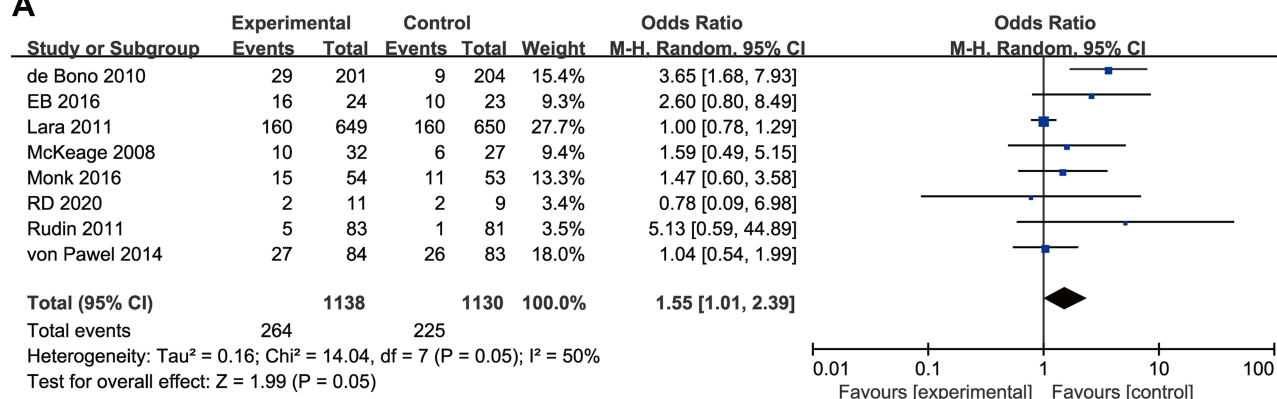 A
Experimental Control Odds Ratio Odds Ratio
Study or Subgroup Events Total Events Total Weight M-H, Random, 95% CI M-H, Random, 95% CI
de Bono 2010 29 201 9 204 15.4% 3.65 [1.68, 7.93]
EB 2016 16 24 10 23 9.3% 2.60 [0.80, 8.49]
Lara 2011 160 649 160 650 27.7% 1.00 [0.78, 1.29]
McKeage 2008 10 32 6 27 9.4% 1.59 [0.49, 5.15]
Monk 2016 15 54 11 53 13.3% 1.47 [0.60, 3.58]
RD 2020 2 11 2 9 3.4% 0.78 [0.09, 6.98]
Rudin 2011 5 83 1 81 3.5% 5.13 [0.59, 44.89]
von Pawel 2014 27 84 26 83 18.0% 1.04 [0.54, 1.99]
Total (95% CI) 1138 1130 100.0% 1.55 [1.01, 2.39]
Total events 264 225
Heterogeneity: Tau² = 0.16; Chi² = 14.04, df = 7 (P = 0.05); I² = 50%
Test for overall effect: Z = 1.99 (P = 0.05)
0.01 0.1 1 10 100
Favours [experimental] Favours [control]